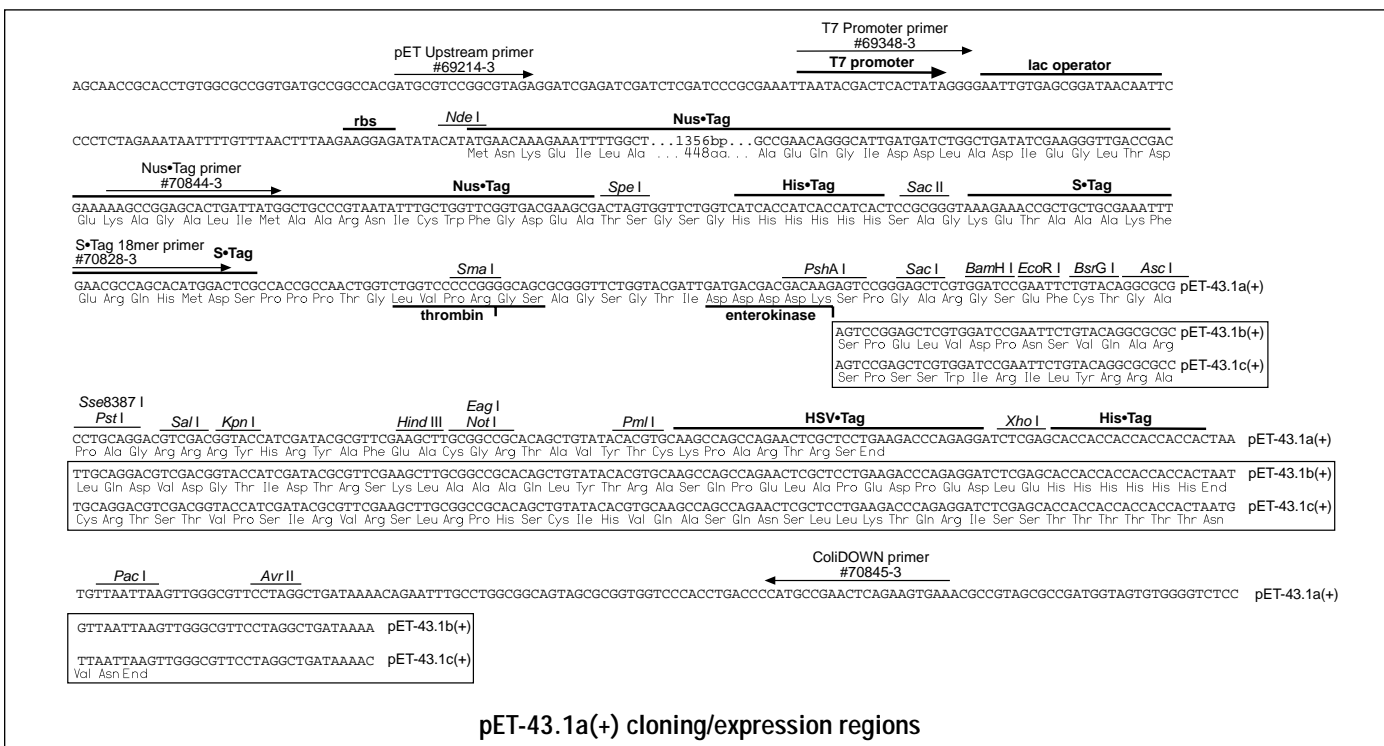 T7 Promoter primer
#69348-3
pET Upstream primer
#69214-3
T7 promoter
lac operator
AGCAACCGCACCTGTGGCGCCGGTGATGCCGGCCACGATGCGTCCGGCGTAGAGGATCGAGATCGATCTCGATCCCGCGAAATTAATACGACTCACTATAGGGGAATTGTGAGCGGATAACAATTC
rbs
Nde I
Nus•Tag
CCCTCTAGAAATAATTTTGTTTAACTTTAAGAAGGAGATATACATATGAACAAAGAAATTTTGGCT...1356bp...GCCGAACAGGGCATTGATGATCTGGCTGATATCGAAGGGTTGACCGAC
Met Asn Lys Glu Ile Leu Ala ... 448aa... Ala Glu Gln Gly Ile Asp Asp Leu Ala Asp Ile Glu Gly Leu Thr Asp
Nus•Tag primer
#70844-3
Nus•Tag
Spe I
His•Tag
Sac II
S•Tag
GAAAAAGCCGGAGCACTGATTATGGCTGCCCGTAATATTTGCTGGTTCGGTGACGAAGCGACTAGTGGTTCTGGTCATCACCATCACCATCACTCCGCGGGTAAAGAAACCGCTGCTGCGAAATTT
Glu Lys Ala Gly Ala Leu Ile Met Ala Ala Arg Asn Ile Cys Trp Phe Gly Asp Glu Ala Thr Ser Gly Ser Gly His His His His His His Ser Ala Gly Lys Glu Thr Ala Ala Ala Lys Phe
S•Tag 18mer primer
#70828-3
S•Tag
Sma I
PshA I
Sac I
BamH I
EcoR I
BsrG I
Asc I
GAACGCCAGCACATGGACTCGCCACCGCCAACTGGTCTGGTCCCCCGGGGCAGCGCGGGTTCTGGTACGATTGATGACGACGACAAGAGTCCGGGAGCTCGTGGATCCGAATTCTGTACAGGCGCG pET-43.1a(+)
Glu Arg Gln His Met Asp Ser Pro Pro Pro Thr Gly Leu Val Pro Arg Gly Ser Ala Gly Ser Gly Thr Ile Asp Asp Asp Asp Lys Ser Pro Gly Ala Arg Gly Ser Glu Phe Cys Thr Gly Ala
thrombin
enterokinase
AGTCCGGAGCTCGTGGATCCGAATTCTGTACAGGCGCGC pET-43.1b(+)
Ser Pro Glu Leu Val Asp Pro Asn Ser Val Gln Ala Arg
AGTCCGAGCTCGTGGATCCGAATTCTGTACAGGCGCGCC pET-43.1c(+)
Ser Pro Ser Ser Trp Ile Arg Ile Leu Tyr Arg Arg Ala
Sse8387 I
Pst I
Sal I
Kpn I
Hind III
Eag I
Not I
Pml I
HSV•Tag
Xho I
His•Tag
CCTGCAGGACGTCGACGGTACCATCGATACGCGTTCGAAGCTTGCGGCCGCACAGCTGTATACACGTGCAAGCCAGCCAGAACTCGCTCCTGAAGACCCAGAGGATCTCGAGCACCACCACCACCACCACTAA pET-43.1a(+)
Pro Ala Gly Arg Arg Arg Tyr His Arg Tyr Ala Phe Glu Ala Cys Gly Arg Thr Ala Val Tyr Thr Cys Lys Pro Ala Arg Thr Arg Ser End
TTGCAGGACGTCGACGGTACCATCGATACGCGTTCGAAGCTTGCGGCCGCACAGCTGTATACACGTGCAAGCCAGCCAGAACTCGCTCCTGAAGACCCAGAGGATCTCGAGCACCACCACCACCACCACTAAT pET-43.1b(+)
Leu Gln Asp Val Asp Gly Thr Ile Asp Thr Arg Ser Lys Leu Ala Ala Ala Gln Leu Tyr Thr Arg Ala Ser Gln Pro Glu Leu Ala Pro Glu Asp Pro Glu Asp Leu Glu His His His His His His End
TGCAGGACGTCGACGGTACCATCGATACGCGTTCGAAGCTTGCGGCCGCACAGCTGTATACACGTGCAAGCCAGCCAGAACTCGCTCCTGAAGACCCAGAGGATCTCGAGCACCACCACCACCACCACTAATG pET-43.1c(+)
Cys Arg Thr Ser Thr Val Pro Ser Ile Arg Val Arg Ser Leu Arg Pro His Ser Cys Ile His Val Gln Ala Ser Gln Asn Ser Leu Leu Lys Thr Gln Arg Ile Ser Ser Thr Thr Thr Thr Thr Thr Asn
ColiDOWN primer
#70845-3
Pac I
Avr II
TGTTAATTAAGTTGGGCGTTCCTAGGCTGATAAAACAGAATTTGCCTGGCGGCAGTAGCGCGGTGGTCCCACCTGACCCCATGCCGAACTCAGAAGTGAAACGCCGTAGCGCCGATGGTAGTGTGGGGTCTCC pET-43.1a(+)
GTTAATTAAGTTGGGCGTTCCTAGGCTGATAAAA pET-43.1b(+)
TTAATTAAGTTGGGCGTTCCTAGGCTGATAAAAC pET-43.1c(+)
Val Asn End
pET-43.1a(+) cloning/expression regions